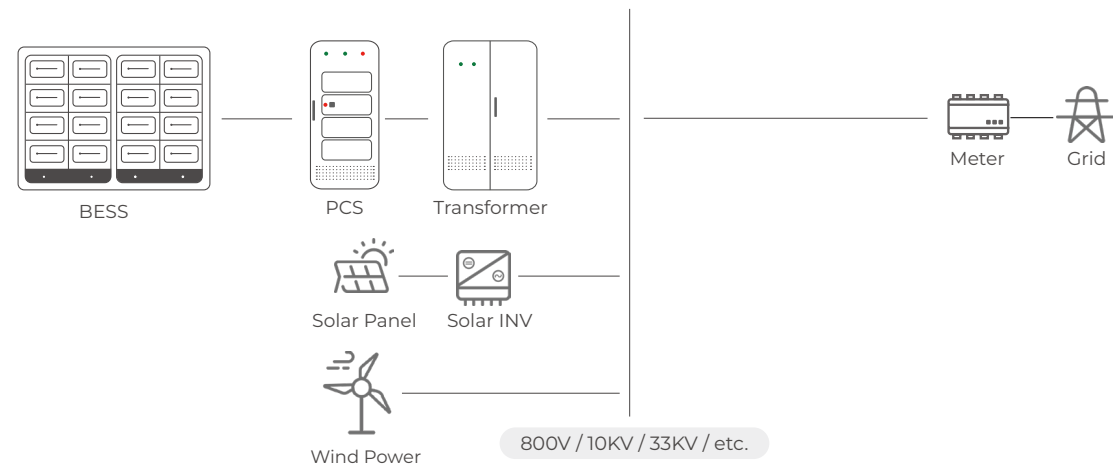 BESS
PCS
Transformer
Meter
Grid
Solar Panel
Solar INV
Wind Power
800V / 10KV / 33KV / etc.